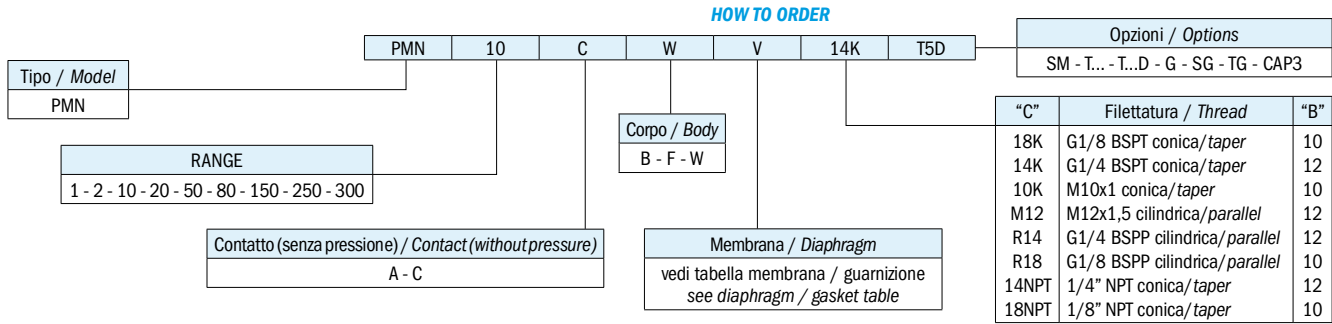 HOW TO ORDER
PMN 10 C W V 14K T5D
Opzioni / Options
SM - T... - T...D - G - SG - TG - CAP3
Tipo / Model
PMN
RANGE
1 - 2 - 10 - 20 - 50 - 80 - 150 - 250 - 300
Corpo / Body
B - F - W
Contatto (senza pressione) / Contact (without pressure)
A - C
Membrana / Diaphragm
vedi tabella membrana / guarnizione
see diaphragm / gasket table
“C” Filettatura / Thread “B”
18K G1/8 BSPT conica/taper 10
14K G1/4 BSPT conica/taper 12
10K M10x1 conica/taper 10
M12 M12x1,5 cilindrica/parallel 12
R14 G1/4 BSPP cilindrica/parallel 12
R18 G1/8 BSPP cilindrica/parallel 10
14NPT 1/4” NPT conica/taper 12
18NPT 1/8” NPT conica/taper 10